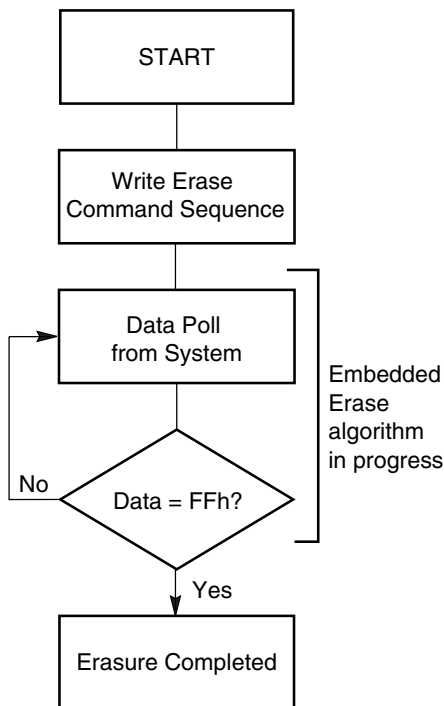 START
Write Erase
Command Sequence
Data Poll
from System
Embedded
Erase
algorithm
in progress
No
Data = FFh?
Yes
Erasure Completed